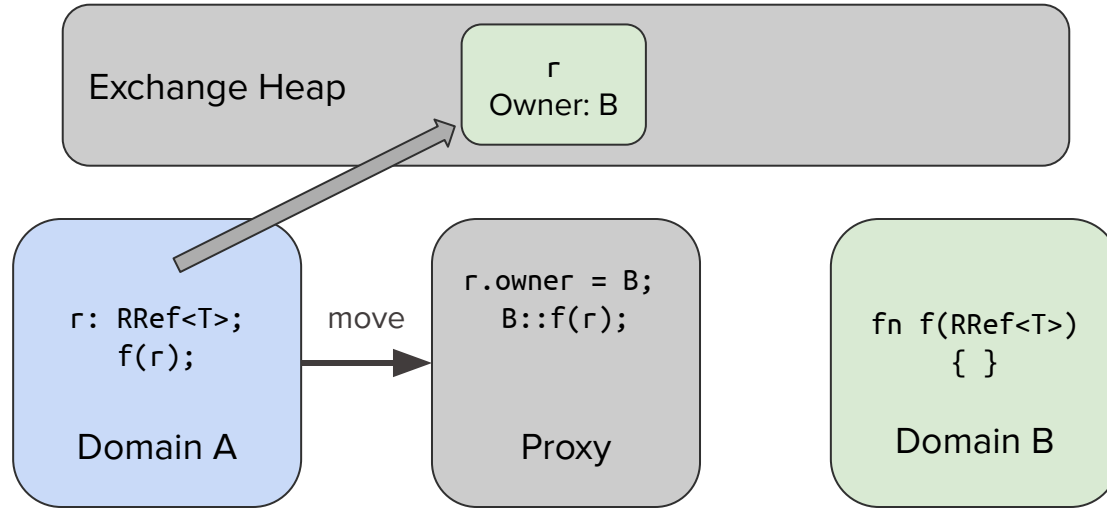 Exchange Heap
r
Owner: B
r: RRef<T>;
f(r);
Domain A
move
r.owner = B;
B::f(r);
Proxy
fn f(RRef<T>)
{ }
Domain B